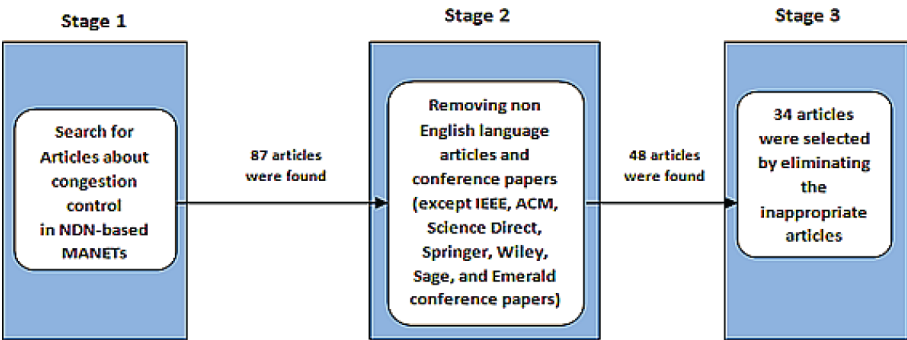 Stage 1
Search for
Articles about
congestion
control
in NDN-based
MANETs
87 articles
were found
Stage 2
Removing non
English language
articles and
conference papers
(except IEEE, ACM,
Science Direct,
Springer, Wiley,
Sage, and Emerald
conference papers)
48 articles
were found
Stage 3
34 articles
were selected
by eliminating
the
inappropriate
articles